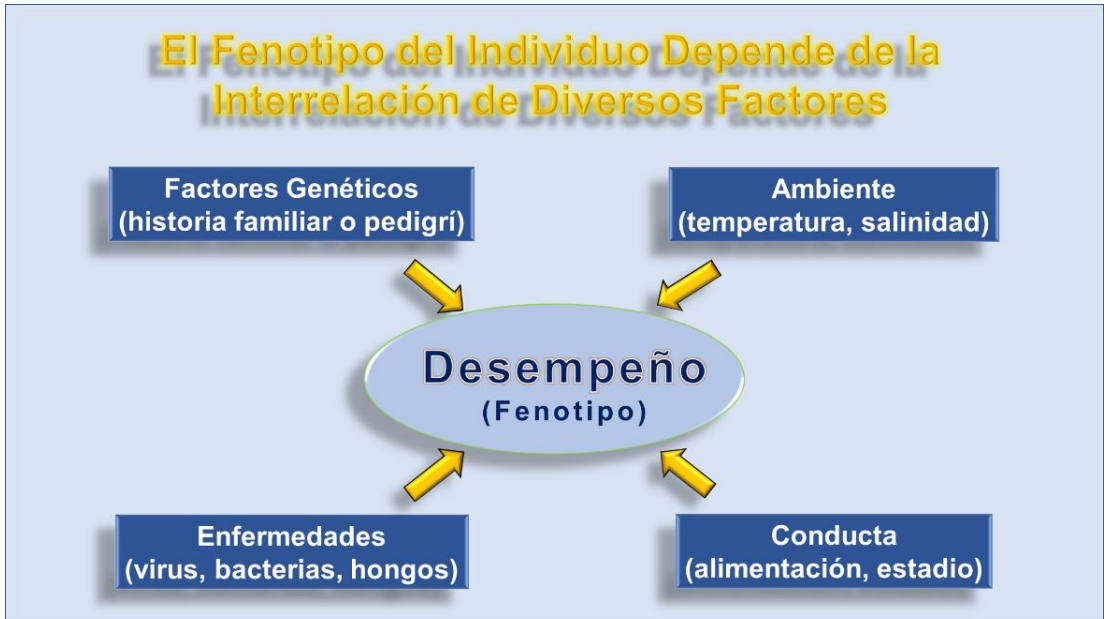 El Fenotipo del Individuo Depende de la
Interrelación de Diversos Factores
Factores Genéticos
(historia familiar o pedigrí)
Ambiente
(temperatura, salinidad)
Desempeño
(Fenotipo)
Enfermedades
(virus, bacterias, hongos)
Conducta
(alimentación, estadio)